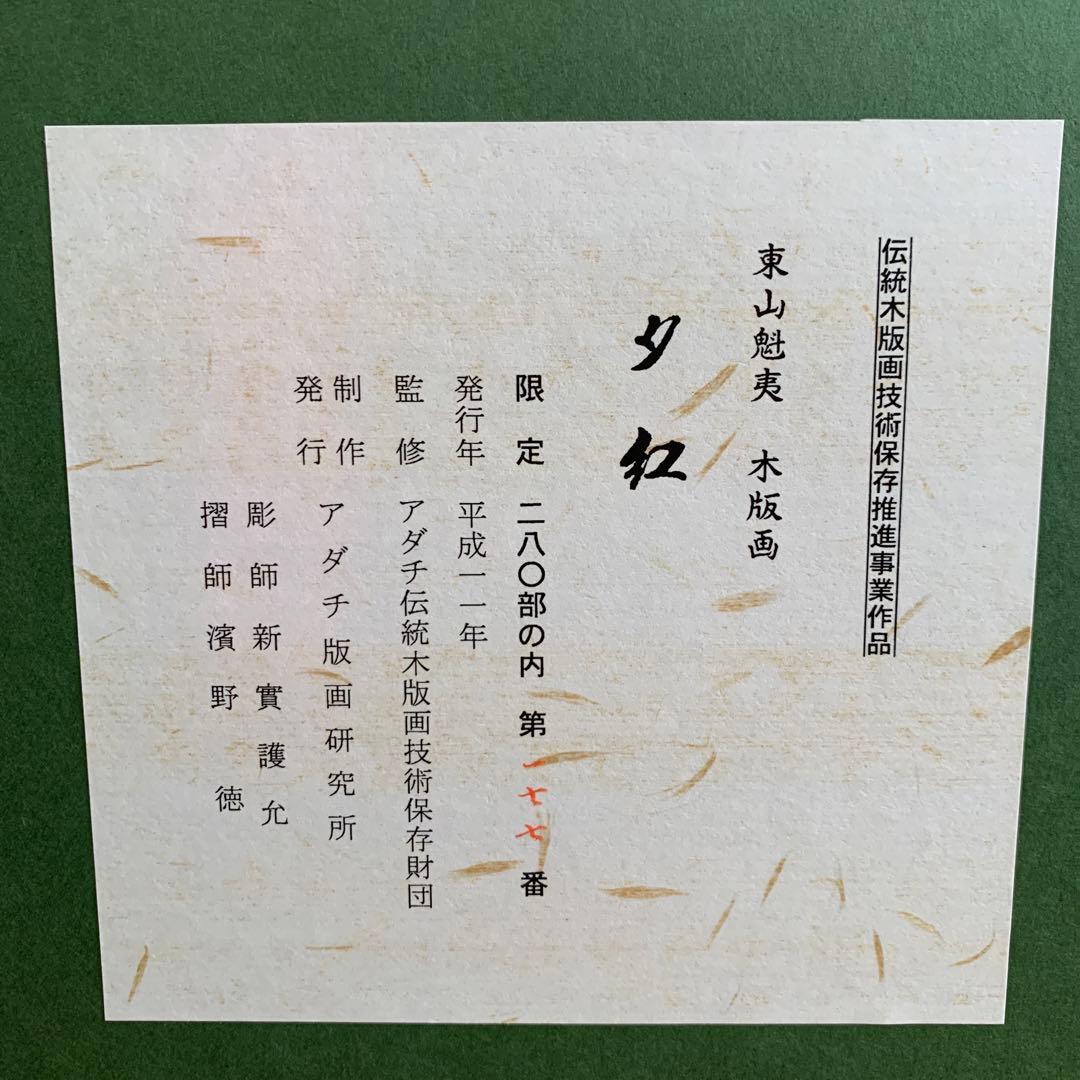 伝統木版画技術保存推進事業作品
東山魁夷 木版画
夕紅
限定 二八〇部の内 第一七七番
発行年 平成一一年
監修 アダチ伝統木版画技術保存財団
制作
発行 アダチ版画研究所
彫師 新實護允
摺師 濱野徳